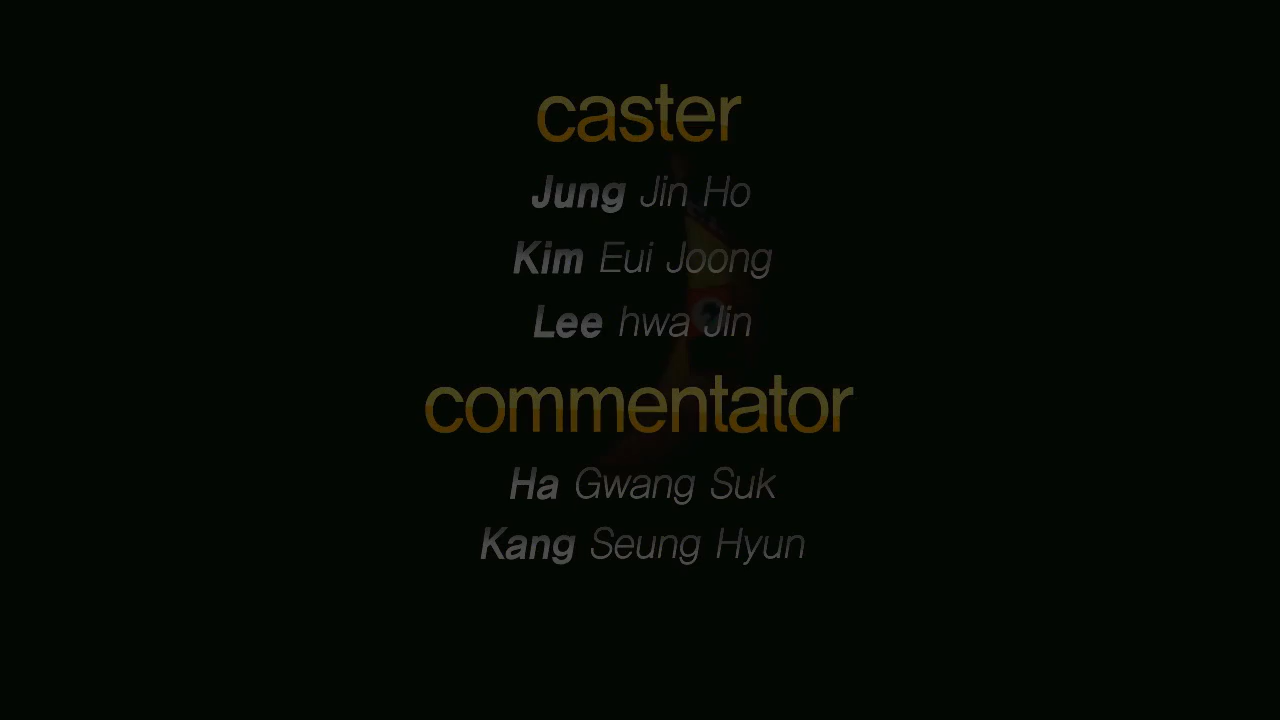 caster
Jung Jin Ho
Kim Eui Joong
Lee hwa Jin
commentator
Ha Gwang Suk
Kang Seung Hyun